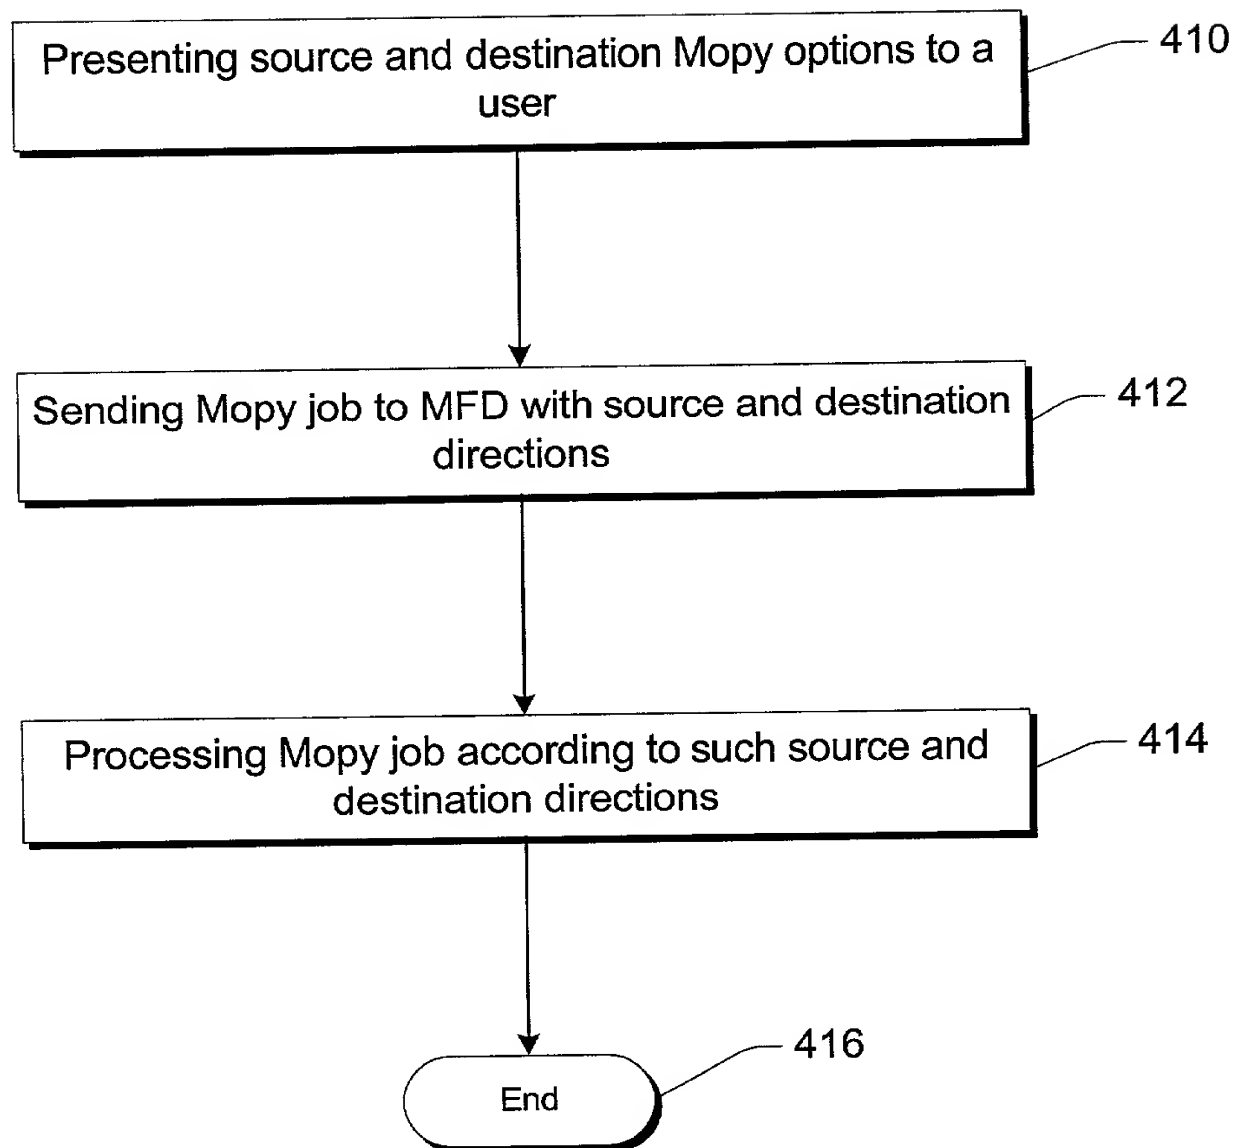 Presenting source and destination Mopy options to a
user
410
Sending Mopy job to MFD with source and destination
directions
412
Processing Mopy job according to such source and
destination directions
414
End
416